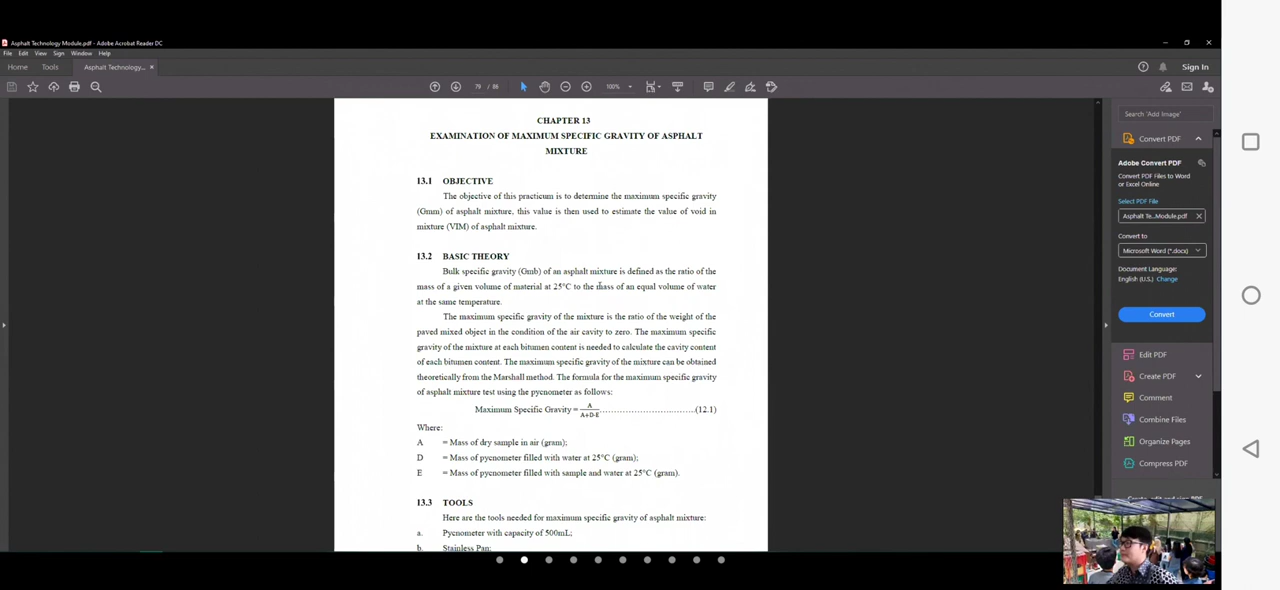 Asphalt Technology Module.pdf - Adobe Acrobat Reader DC
File Edit View Sign Window Help
Home Tools Asphalt Technology... × Sign In
79 / 88 100%
CHAPTER 13
EXAMINATION OF MAXIMUM SPECIFIC GRAVITY OF ASPHALT
MIXTURE
13.1 OBJECTIVE
The objective of this practicum is to determine the maximum specific gravity
(Gmm) of asphalt mixture, this value is then used to estimate the value of void in
mixture (VIM) of asphalt mixture.
13.2 BASIC THEORY
Bulk specific gravity (Gmb) of an asphalt mixture is defined as the ratio of the
mass of a given volume of material at 25°C to the mass of an equal volume of water
at the same temperature.
The maximum specific gravity of the mixture is the ratio of the weight of the
paved mixed object in the condition of the air cavity to zero. The maximum specific
gravity of the mixture at each bitumen content is needed to calculate the cavity content
of each bitumen content. The maximum specific gravity of the mixture can be obtained
theoretically from the Marshall method. The formula for the maximum specific gravity
of asphalt mixture test using the pycnometer as follows:
Maximum Specific Gravity = A / A+D-E ................................(12.1)
Where:
A = Mass of dry sample in air (gram);
D = Mass of pycnometer filled with water at 25°C (gram);
E = Mass of pycnometer filled with sample and water at 25°C (gram).
13.3 TOOLS
Here are the tools needed for maximum specific gravity of asphalt mixture:
a. Pycnometer with capacity of 500mL;
b. Stainless Pan;
Search 'Add Image'
Convert PDF
Adobe Convert PDF
Convert PDF Files to Word
or Excel Online
Select PDF File
Asphalt Te...Module.pdf ×
Convert to
Microsoft Word (*.docx)
Document Language:
English (U.S.) Change
Convert
Edit PDF
Create PDF
Comment
Combine Files
Organize Pages
Compress PDF